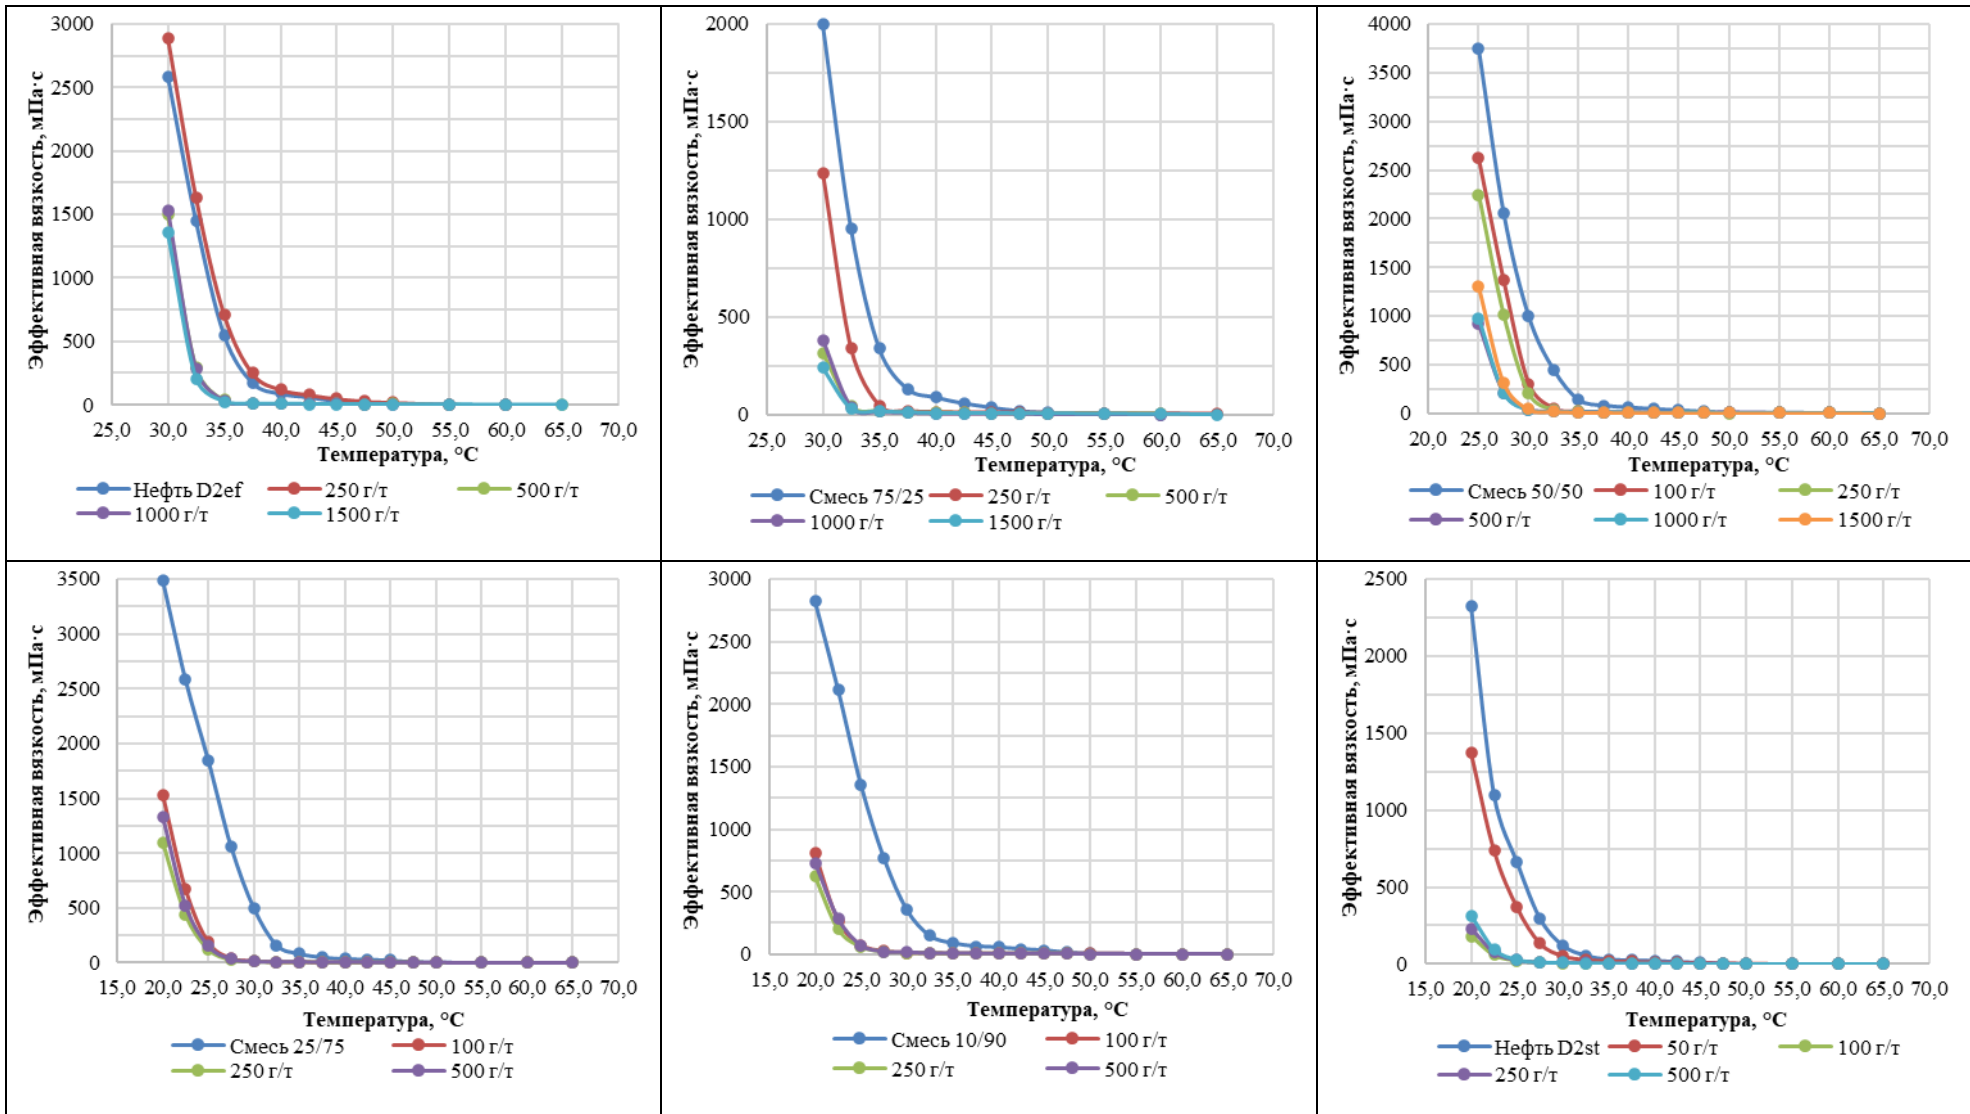 Эффективная вязкость, мПа·с
3000
2500
2000
1500
1000
500
0
25,0 30,0 35,0 40,0 45,0 50,0 55,0 60,0 65,0 70,0
Температура, °С
Нефть D2ef 250 г/т 500 г/т
1000 г/т 1500 г/т
Эффективная вязкость, мПа·с
2000
1500
1000
500
0
25,0 30,0 35,0 40,0 45,0 50,0 55,0 60,0 65,0 70,0
Температура, °С
Смесь 75/25 250 г/т 500 г/т
1000 г/т 1500 г/т
Эффективная вязкость, мПа·с
4000
3500
3000
2500
2000
1500
1000
500
0
20,0 25,0 30,0 35,0 40,0 45,0 50,0 55,0 60,0 65,0 70,0
Температура, °С
Смесь 50/50 100 г/т 250 г/т
500 г/т 1000 г/т 1500 г/т
Эффективная вязкость, мПа·с
3500
3000
2500
2000
1500
1000
500
0
15,0 20,0 25,0 30,0 35,0 40,0 45,0 50,0 55,0 60,0 65,0 70,0
Температура, °С
Смесь 25/75 100 г/т
250 г/т 500 г/т
Эффективная вязкость, мПа·с
3000
2500
2000
1500
1000
500
0
15,0 20,0 25,0 30,0 35,0 40,0 45,0 50,0 55,0 60,0 65,0 70,0
Температура, °С
Смесь 10/90 100 г/т
250 г/т 500 г/т
Эффективная вязкость, мПа·с
2500
2000
1500
1000
500
0
15,0 20,0 25,0 30,0 35,0 40,0 45,0 50,0 55,0 60,0 65,0 70,0
Температура, °С
Нефть D2st 50 г/т 100 г/т
250 г/т 500 г/т